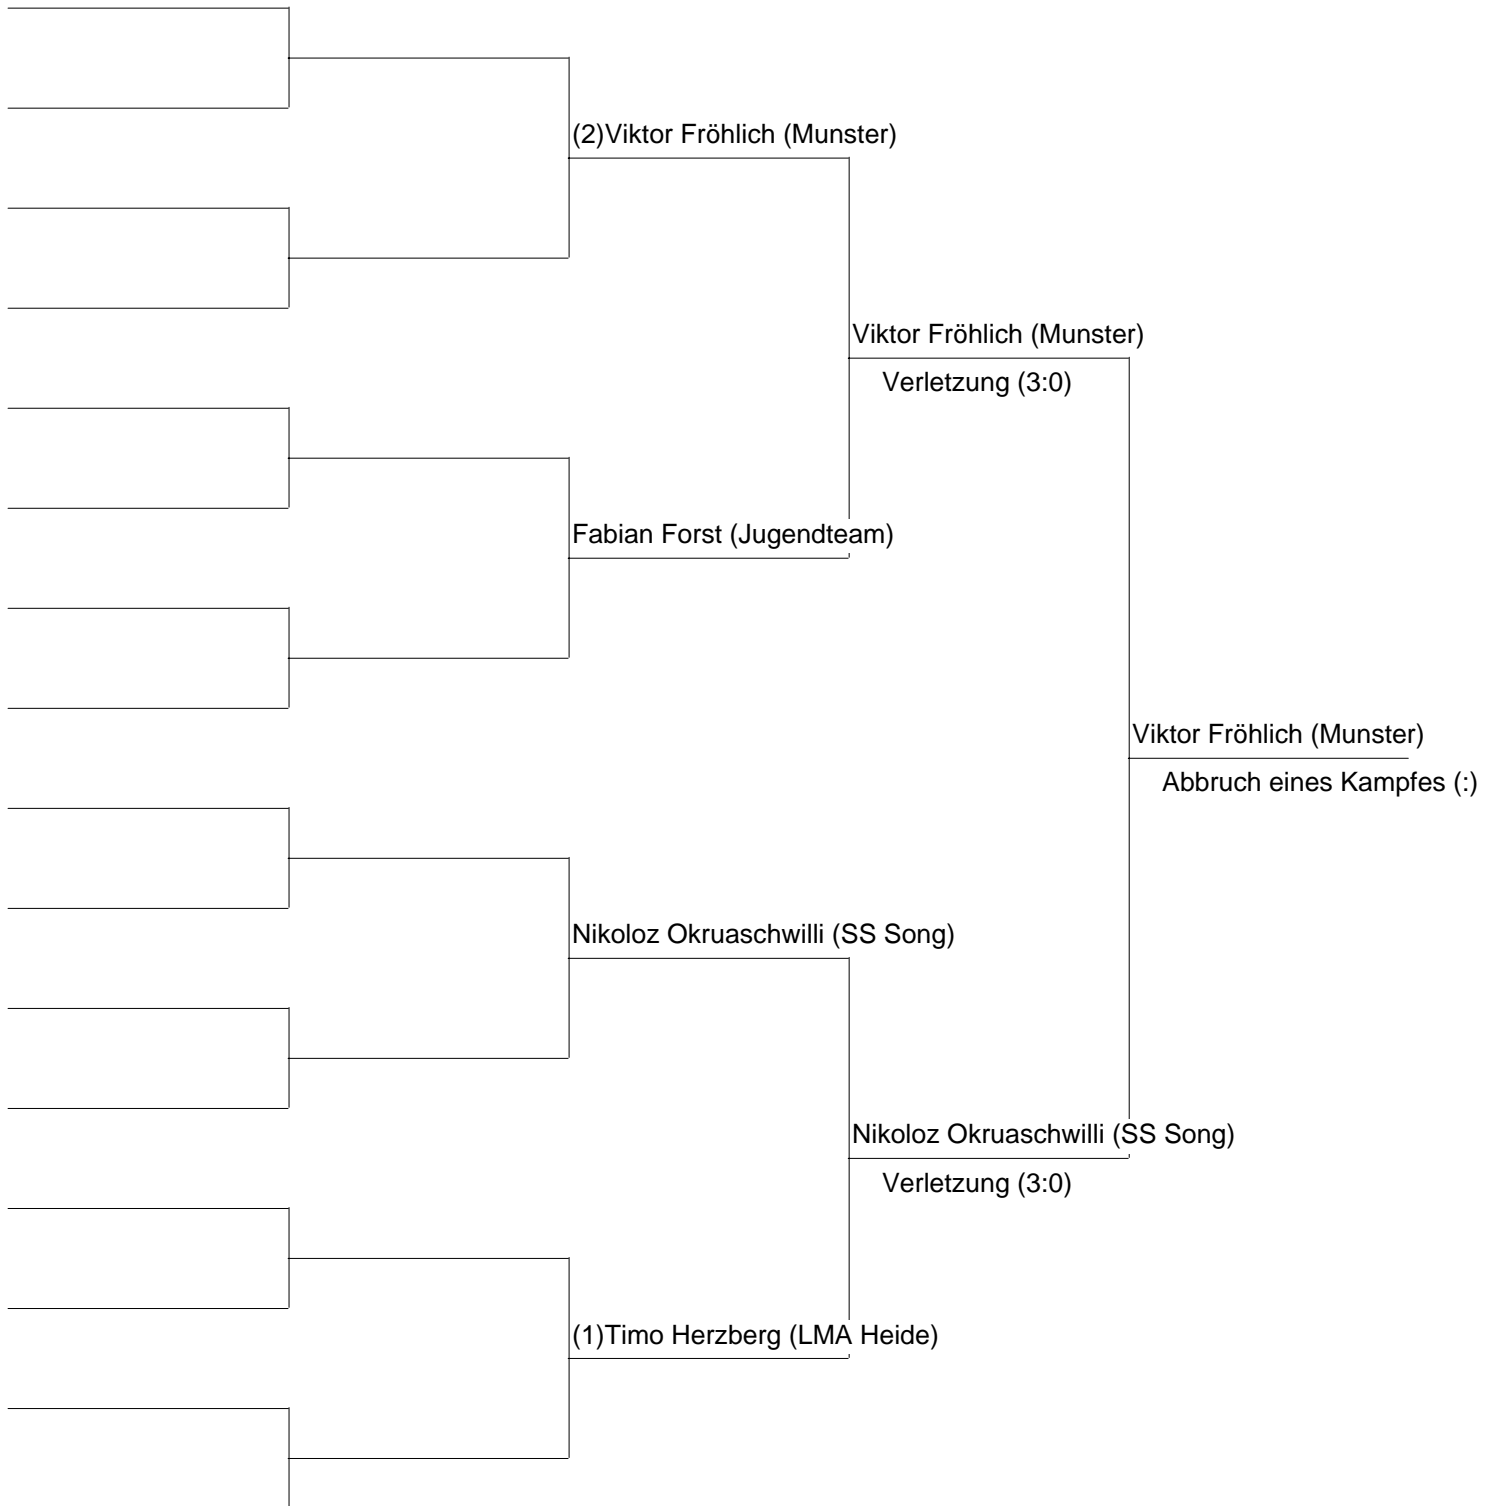 (2)Viktor Fröhlich (Munster)
Viktor Fröhlich (Munster)
Verletzung (3:0)
Fabian Forst (Jugendteam)
Viktor Fröhlich (Munster)
Abbruch eines Kampfes (:)
Nikoloz Okruaschwilli (SS Song)
Nikoloz Okruaschwilli (SS Song)
Verletzung (3:0)
(1)Timo Herzberg (LMA Heide)